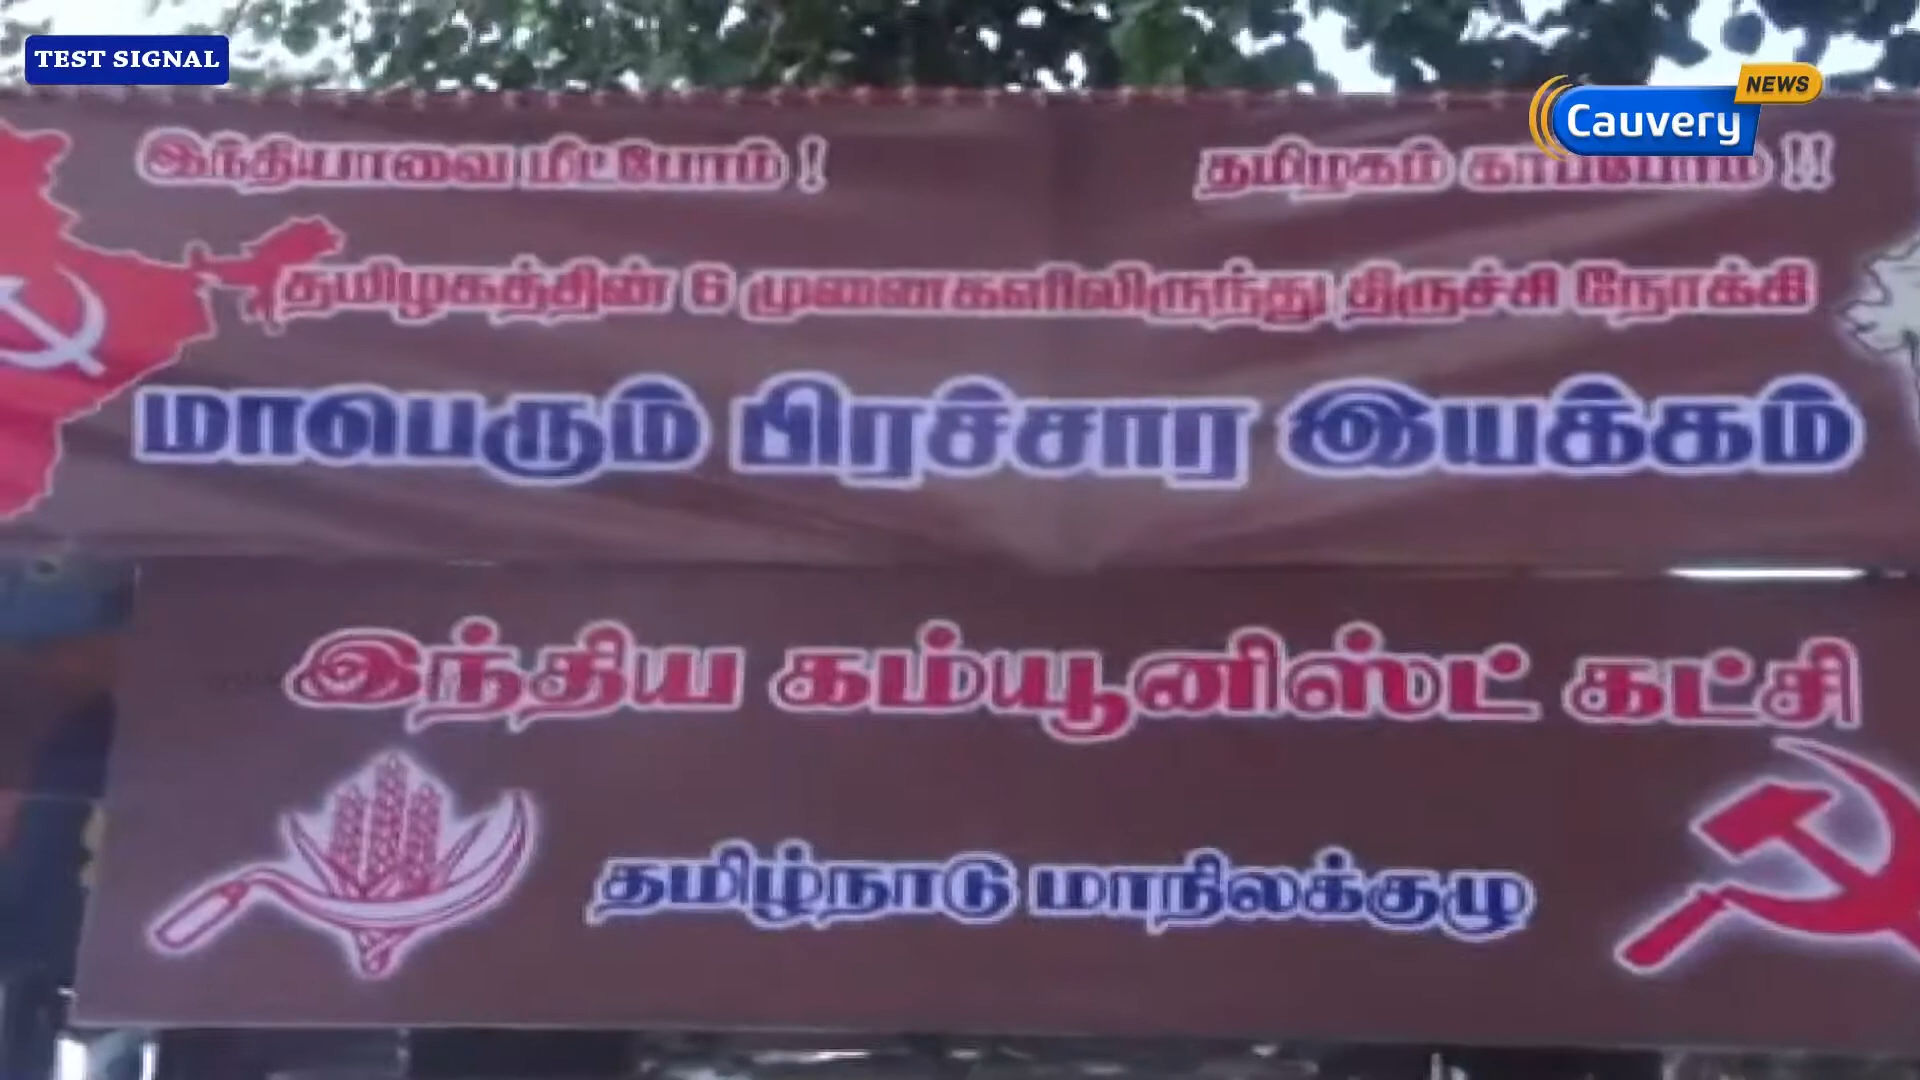 TEST SIGNAL
Cauvery NEWS
இந்தியாவை மீட்போம் !
தமிழகம் காப்போம் !!
தமிழகத்தின் 6 முனைகளிலிருந்து திருச்சி நோக்கி
மாபெரும் பிரச்சார இயக்கம்
இந்திய கம்யூனிஸ்ட் கட்சி
தமிழ்நாடு மாநிலக்குழு